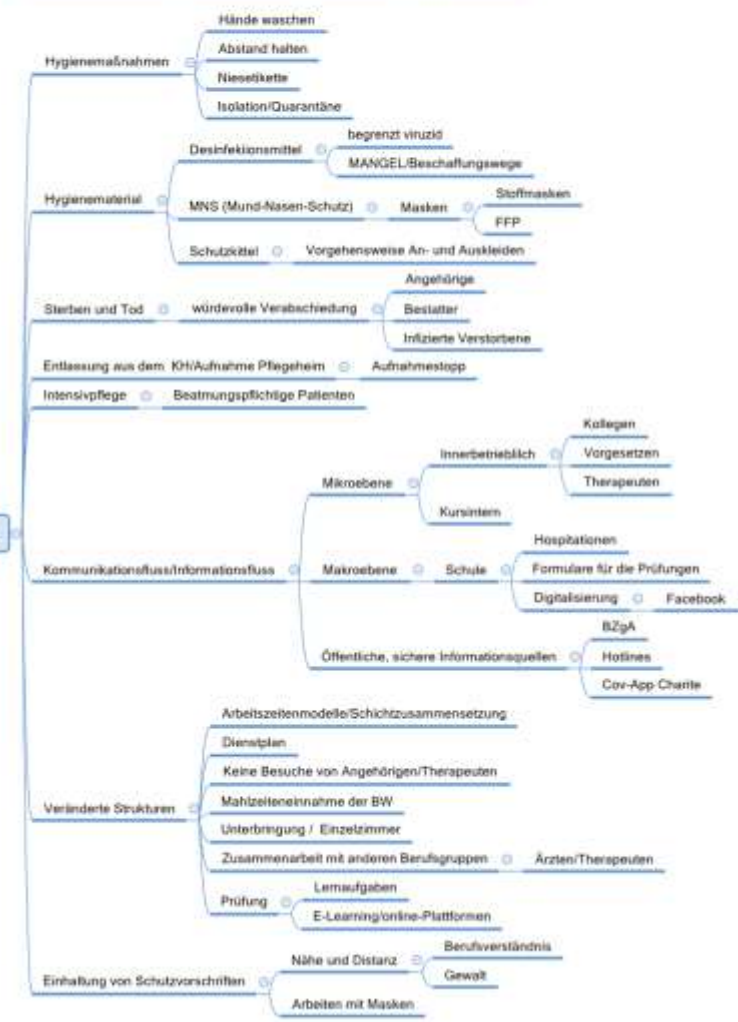 Hygienemaßnahmen
Hände waschen
Abstand halten
Niesetikette
Isolation/Quarantäne
Hygienematerial
Desinfektionsmittel
begrenzt viruzid
MANGEL/Beschaffungswege
MNS (Mund-Nasen-Schutz)
Masken
Stoffmasken
FFP
Schutzkittel
Vorgehensweise An- und Auskleiden
Sterben und Tod
würdevolle Verabschiedung
Angehörige
Bestatter
Infizierte Verstorbene
Entlassung aus dem KH/Aufnahme Pflegeheim
Aufnahmestopp
Intensivpflege
Beatmungspflichtige Patienten
Kommunikationsfluss/Informationsfluss
Mikroebene
Innerbetrieblilch
Kollegen
Vorgesetzen
Therapeuten
Kursintern
Makroebene
Schule
Hospitationen
Formulare für die Prüfungen
Digitalisierung
Facebook
Öffentliche, sichere Informationsquellen
BZgA
Hotlines
Cov-App Charite
Veränderte Strukturen
Arbeitszeitenmodelle/Schichtzusammensetzung
Dienstplan
Keine Besuche von Angehörigen/Therapeuten
Mahlzeiteneinnahme der BW
Unterbringung / Einzelzimmer
Zusammenarbeit mit anderen Berufsgruppen
Ärzten/Therapeuten
Prüfung
Lernaufgaben
E-Learning/online-Plattformen
Einhaltung von Schutzvorschriften
Nähe und Distanz
Berufsverständnis
Gewalt
Arbeiten mit Masken